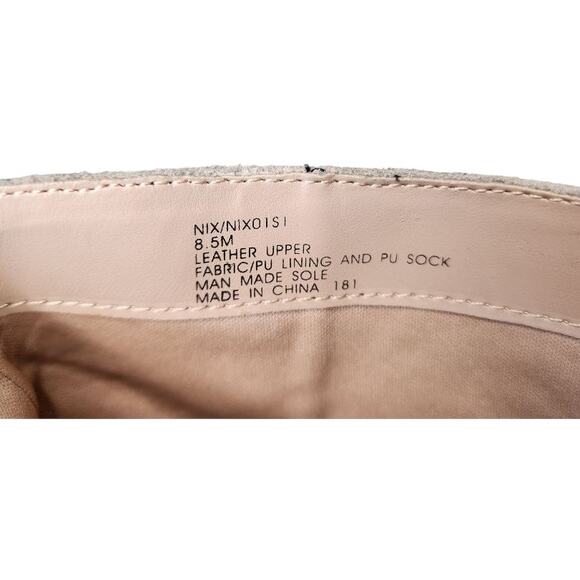 NIX/NIX01S1
8.5M
LEATHER UPPER
FABRIC/PU LINING AND PU SOCK
MAN MADE SOLE
MADE IN CHINA 181